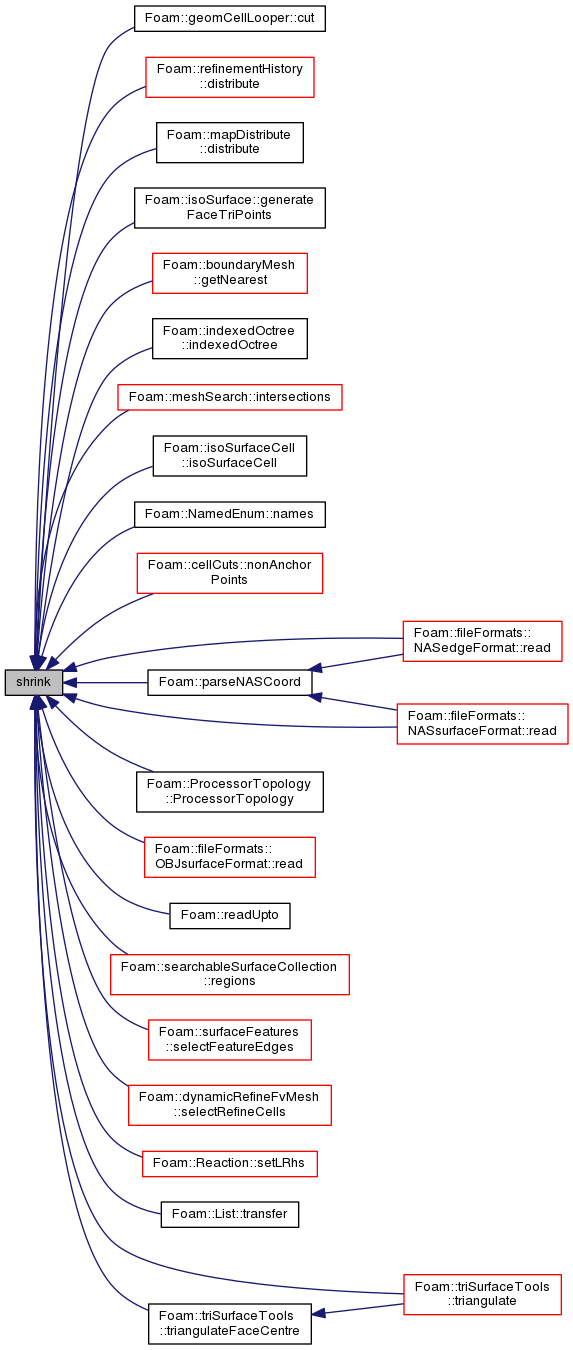 Foam::geomCellLooper::cut
Foam::refinementHistory
::distribute
Foam::mapDistribute
::distribute
Foam::isoSurface::generate
FaceTriPoints
Foam::boundaryMesh
::getNearest
Foam::indexedOctree
::indexedOctree
Foam::meshSearch::intersections
Foam::isoSurfaceCell
::isoSurfaceCell
Foam::NamedEnum::names
Foam::cellCuts::nonAnchor
Points
Foam::fileFormats::
NASedgeFormat::read
shrink
Foam::parseNASCoord
Foam::fileFormats::
NASsurfaceFormat::read
Foam::ProcessorTopology
::ProcessorTopology
Foam::fileFormats::
OBJsurfaceFormat::read
Foam::readUpto
Foam::searchableSurfaceCollection
::regions
Foam::surfaceFeatures
::selectFeatureEdges
Foam::dynamicRefineFvMesh
::selectRefineCells
Foam::Reaction::setLRhs
Foam::List::transfer
Foam::triSurfaceTools
::triangulate
Foam::triSurfaceTools
::triangulateFaceCentre